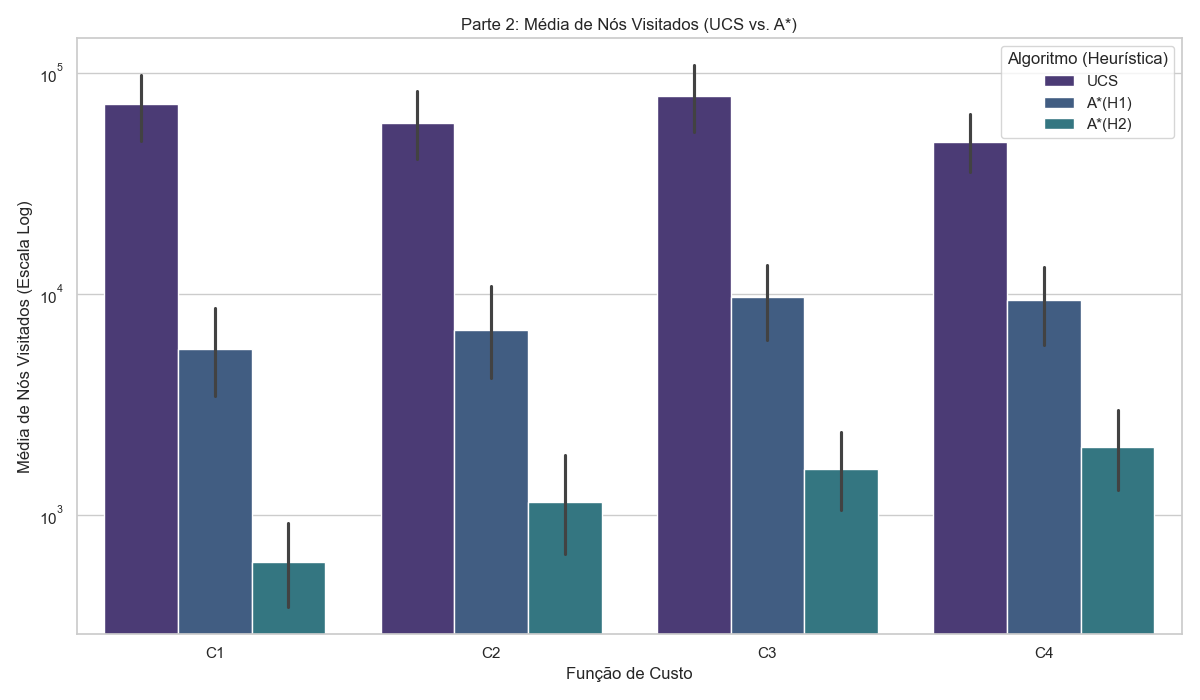 Parte 2: Média de Nós Visitados (UCS vs. A*)
Algoritmo (Heurística)
UCS
A*(H1)
A*(H2)
Média de Nós Visitados (Escala Log)
10^5
10^4
10^3
C1 C2 C3 C4
Função de Custo